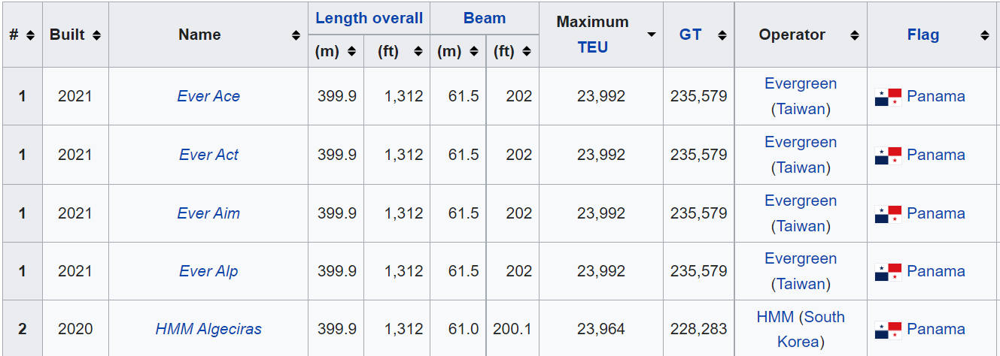 # Built Name Length overall Beam Maximum TEU GT Operator Flag
(m) (ft) (m) (ft)
1 2021 Ever Ace 399.9 1,312 61.5 202 23,992 235,579 Evergreen (Taiwan) Panama
1 2021 Ever Act 399.9 1,312 61.5 202 23,992 235,579 Evergreen (Taiwan) Panama
1 2021 Ever Aim 399.9 1,312 61.5 202 23,992 235,579 Evergreen (Taiwan) Panama
1 2021 Ever Alp 399.9 1,312 61.5 202 23,992 235,579 Evergreen (Taiwan) Panama
2 2020 HMM Algeciras 399.9 1,312 61.0 200.1 23,964 228,283 HMM (South Korea) Panama